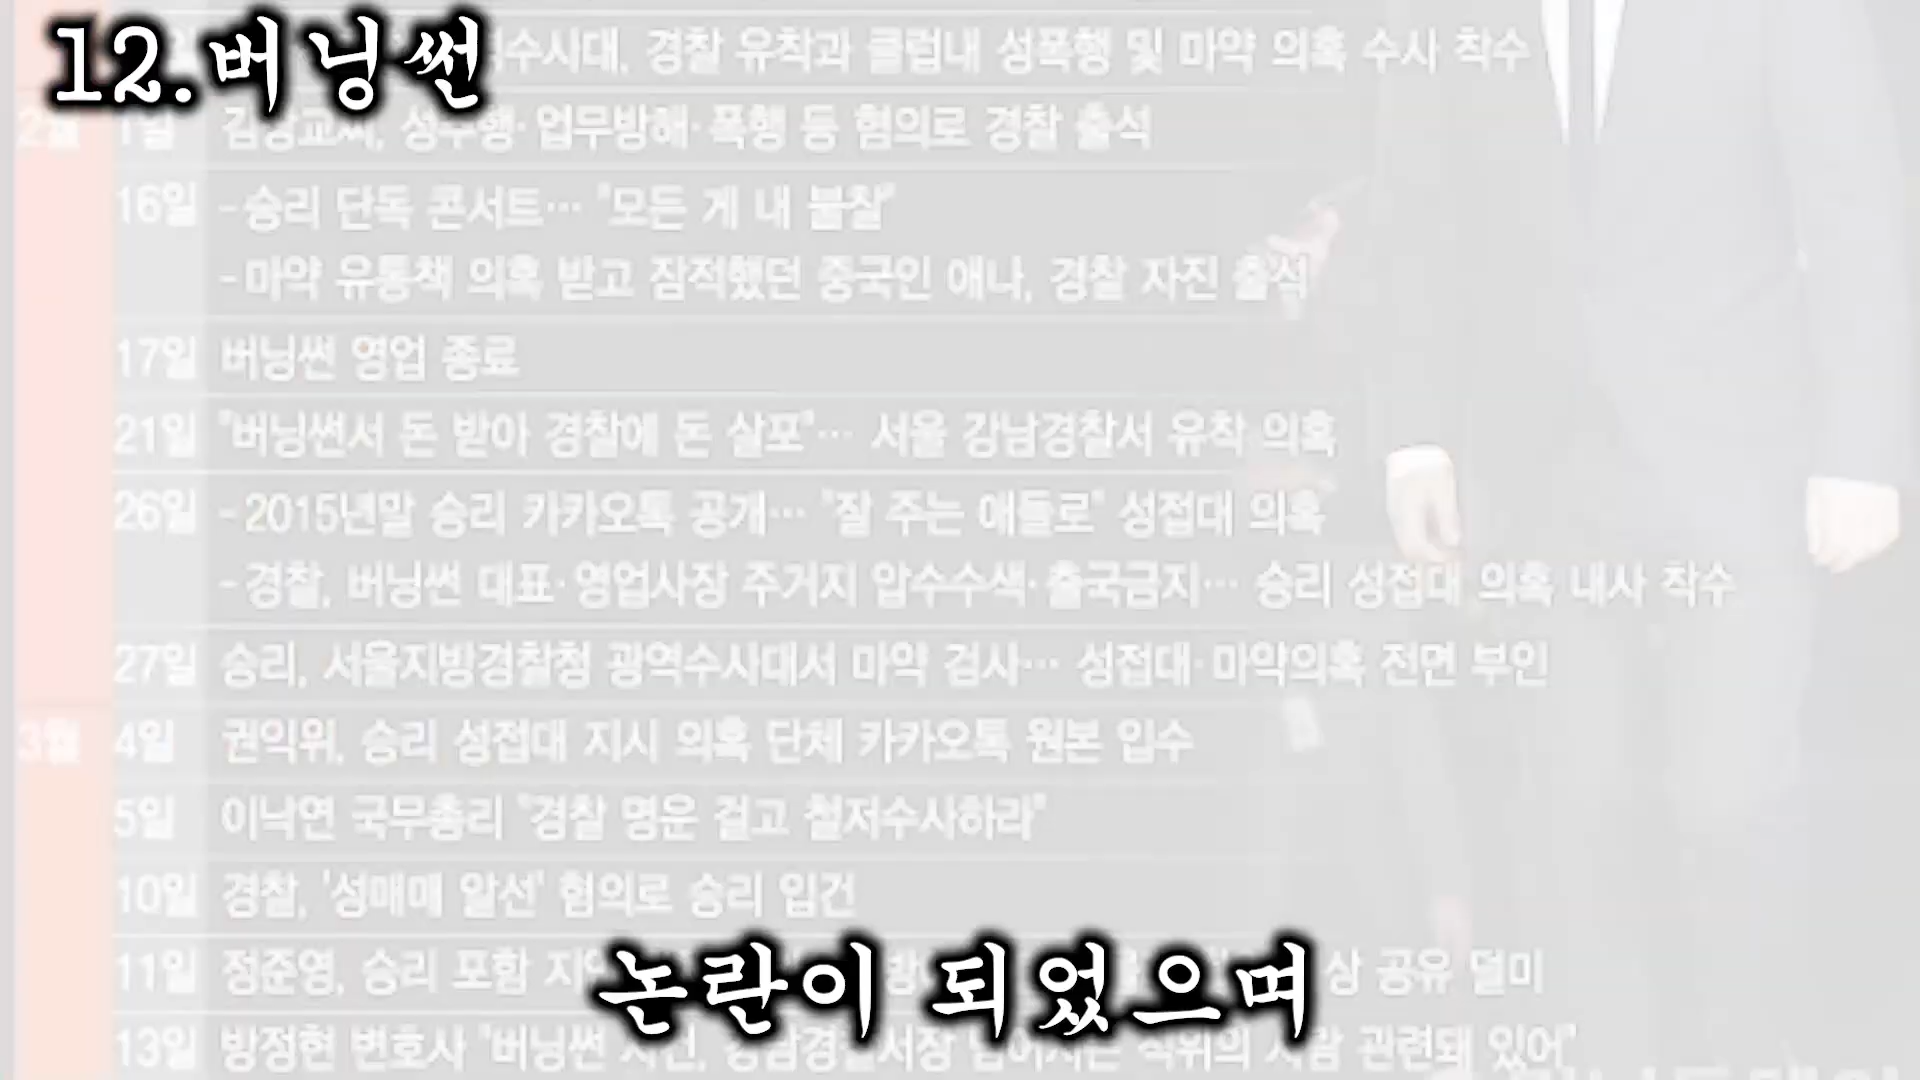 12.버닝썬
수시대, 경찰 유착과 클럽내 성폭행 및 마약 의혹 수사 착수
2월 1일 김상교씨, 성추행·업무방해·폭행 등 혐의로 경찰 출석
16일 -승리 단독 콘서트… "모든 게 내 불찰"
-마약 유통책 의혹 받고 잠적했던 중국인 애나, 경찰 자진 출석
17일 버닝썬 영업 종료
21일 "버닝썬서 돈 받아 경찰에 돈 살포"… 서울 강남경찰서 유착 의혹
26일 -2015년말 승리 카카오톡 공개… "잘 주는 애들로" 성접대 의혹
-경찰, 버닝썬 대표·영업사장 주거지 압수수색·출국금지… 승리 성접대 의혹 내사 착수
27일 승리, 서울지방경찰청 광역수사대서 마약 검사… 성접대·마약의혹 전면 부인
3월 4일 권익위, 승리 성접대 지시 의혹 단체 카카오톡 원본 입수
5일 이낙연 국무총리 "경찰 명운 걸고 철저수사하라"
10일 경찰, '성매매 알선' 혐의로 승리 입건
11일 정준영, 승리 포함 상 공유 덜미
논란이 되었으며
13일 방정현 변호사 "버닝썬 직위의 사람 관련돼 있어"